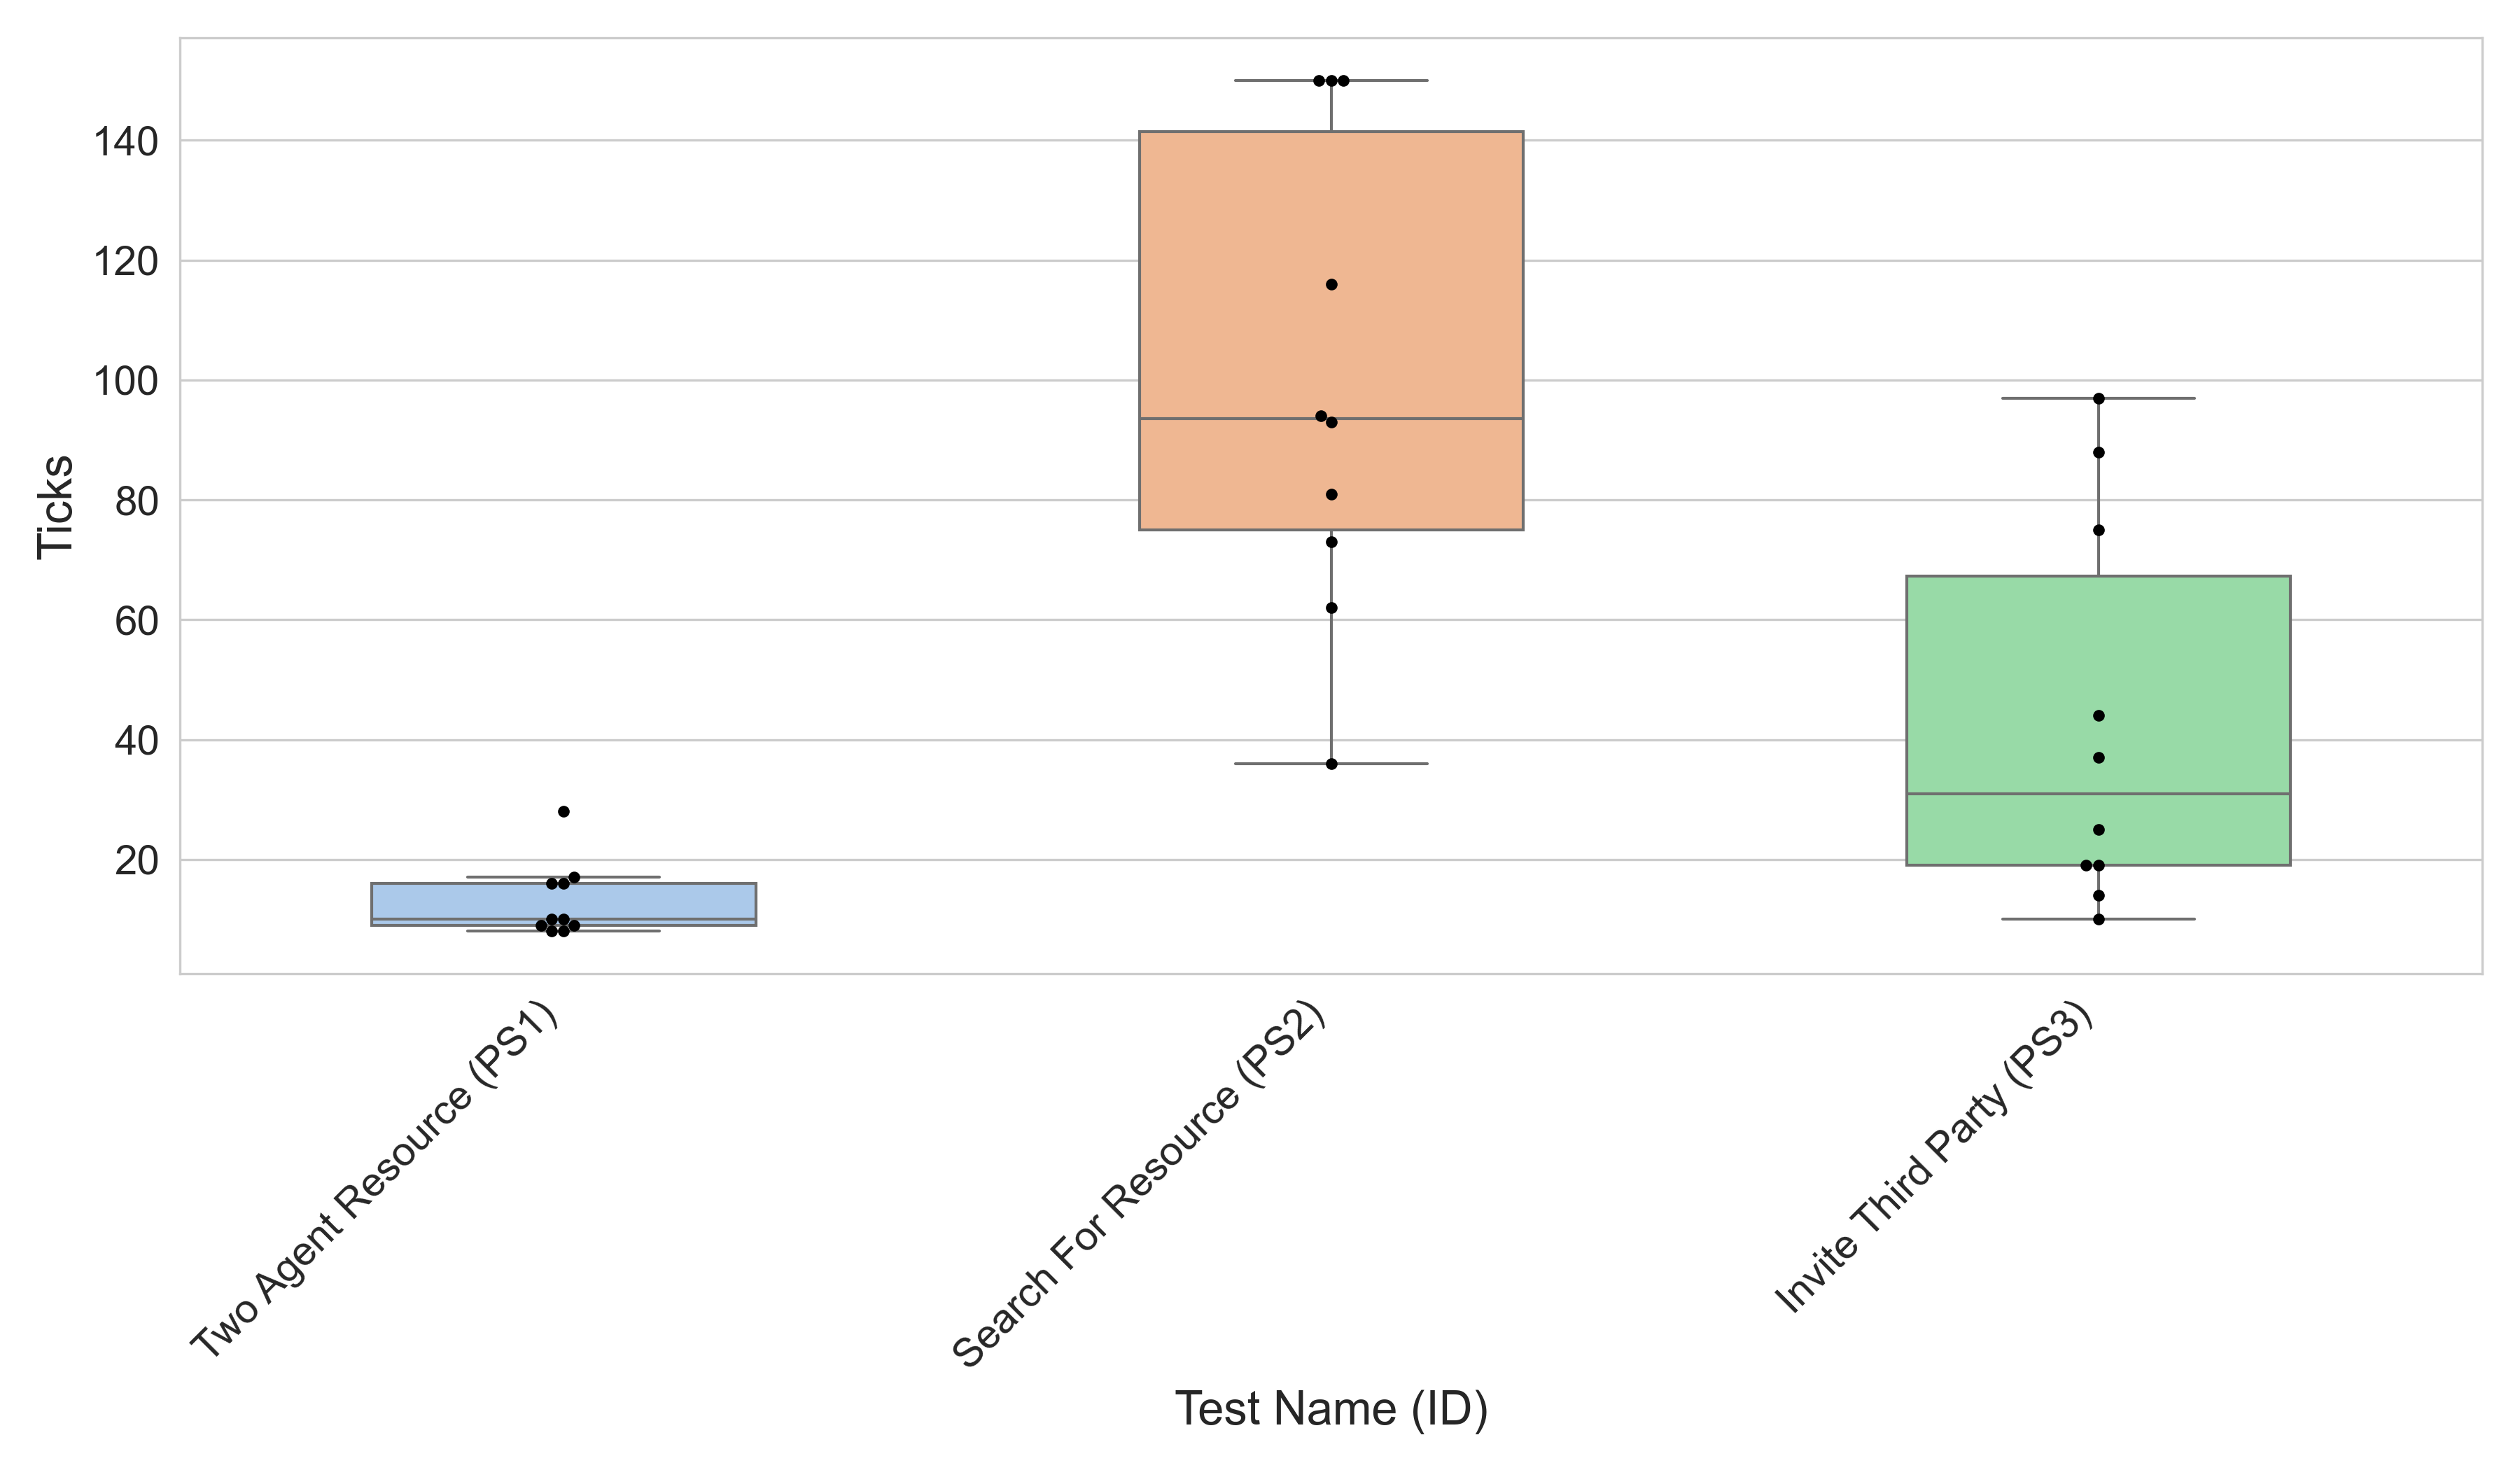 Ticks
140
120
100
80
60
40
20
Two Agent Resource (PS1)
Search For Resource (PS2)
Invite Third Party (PS3)
Test Name (ID)